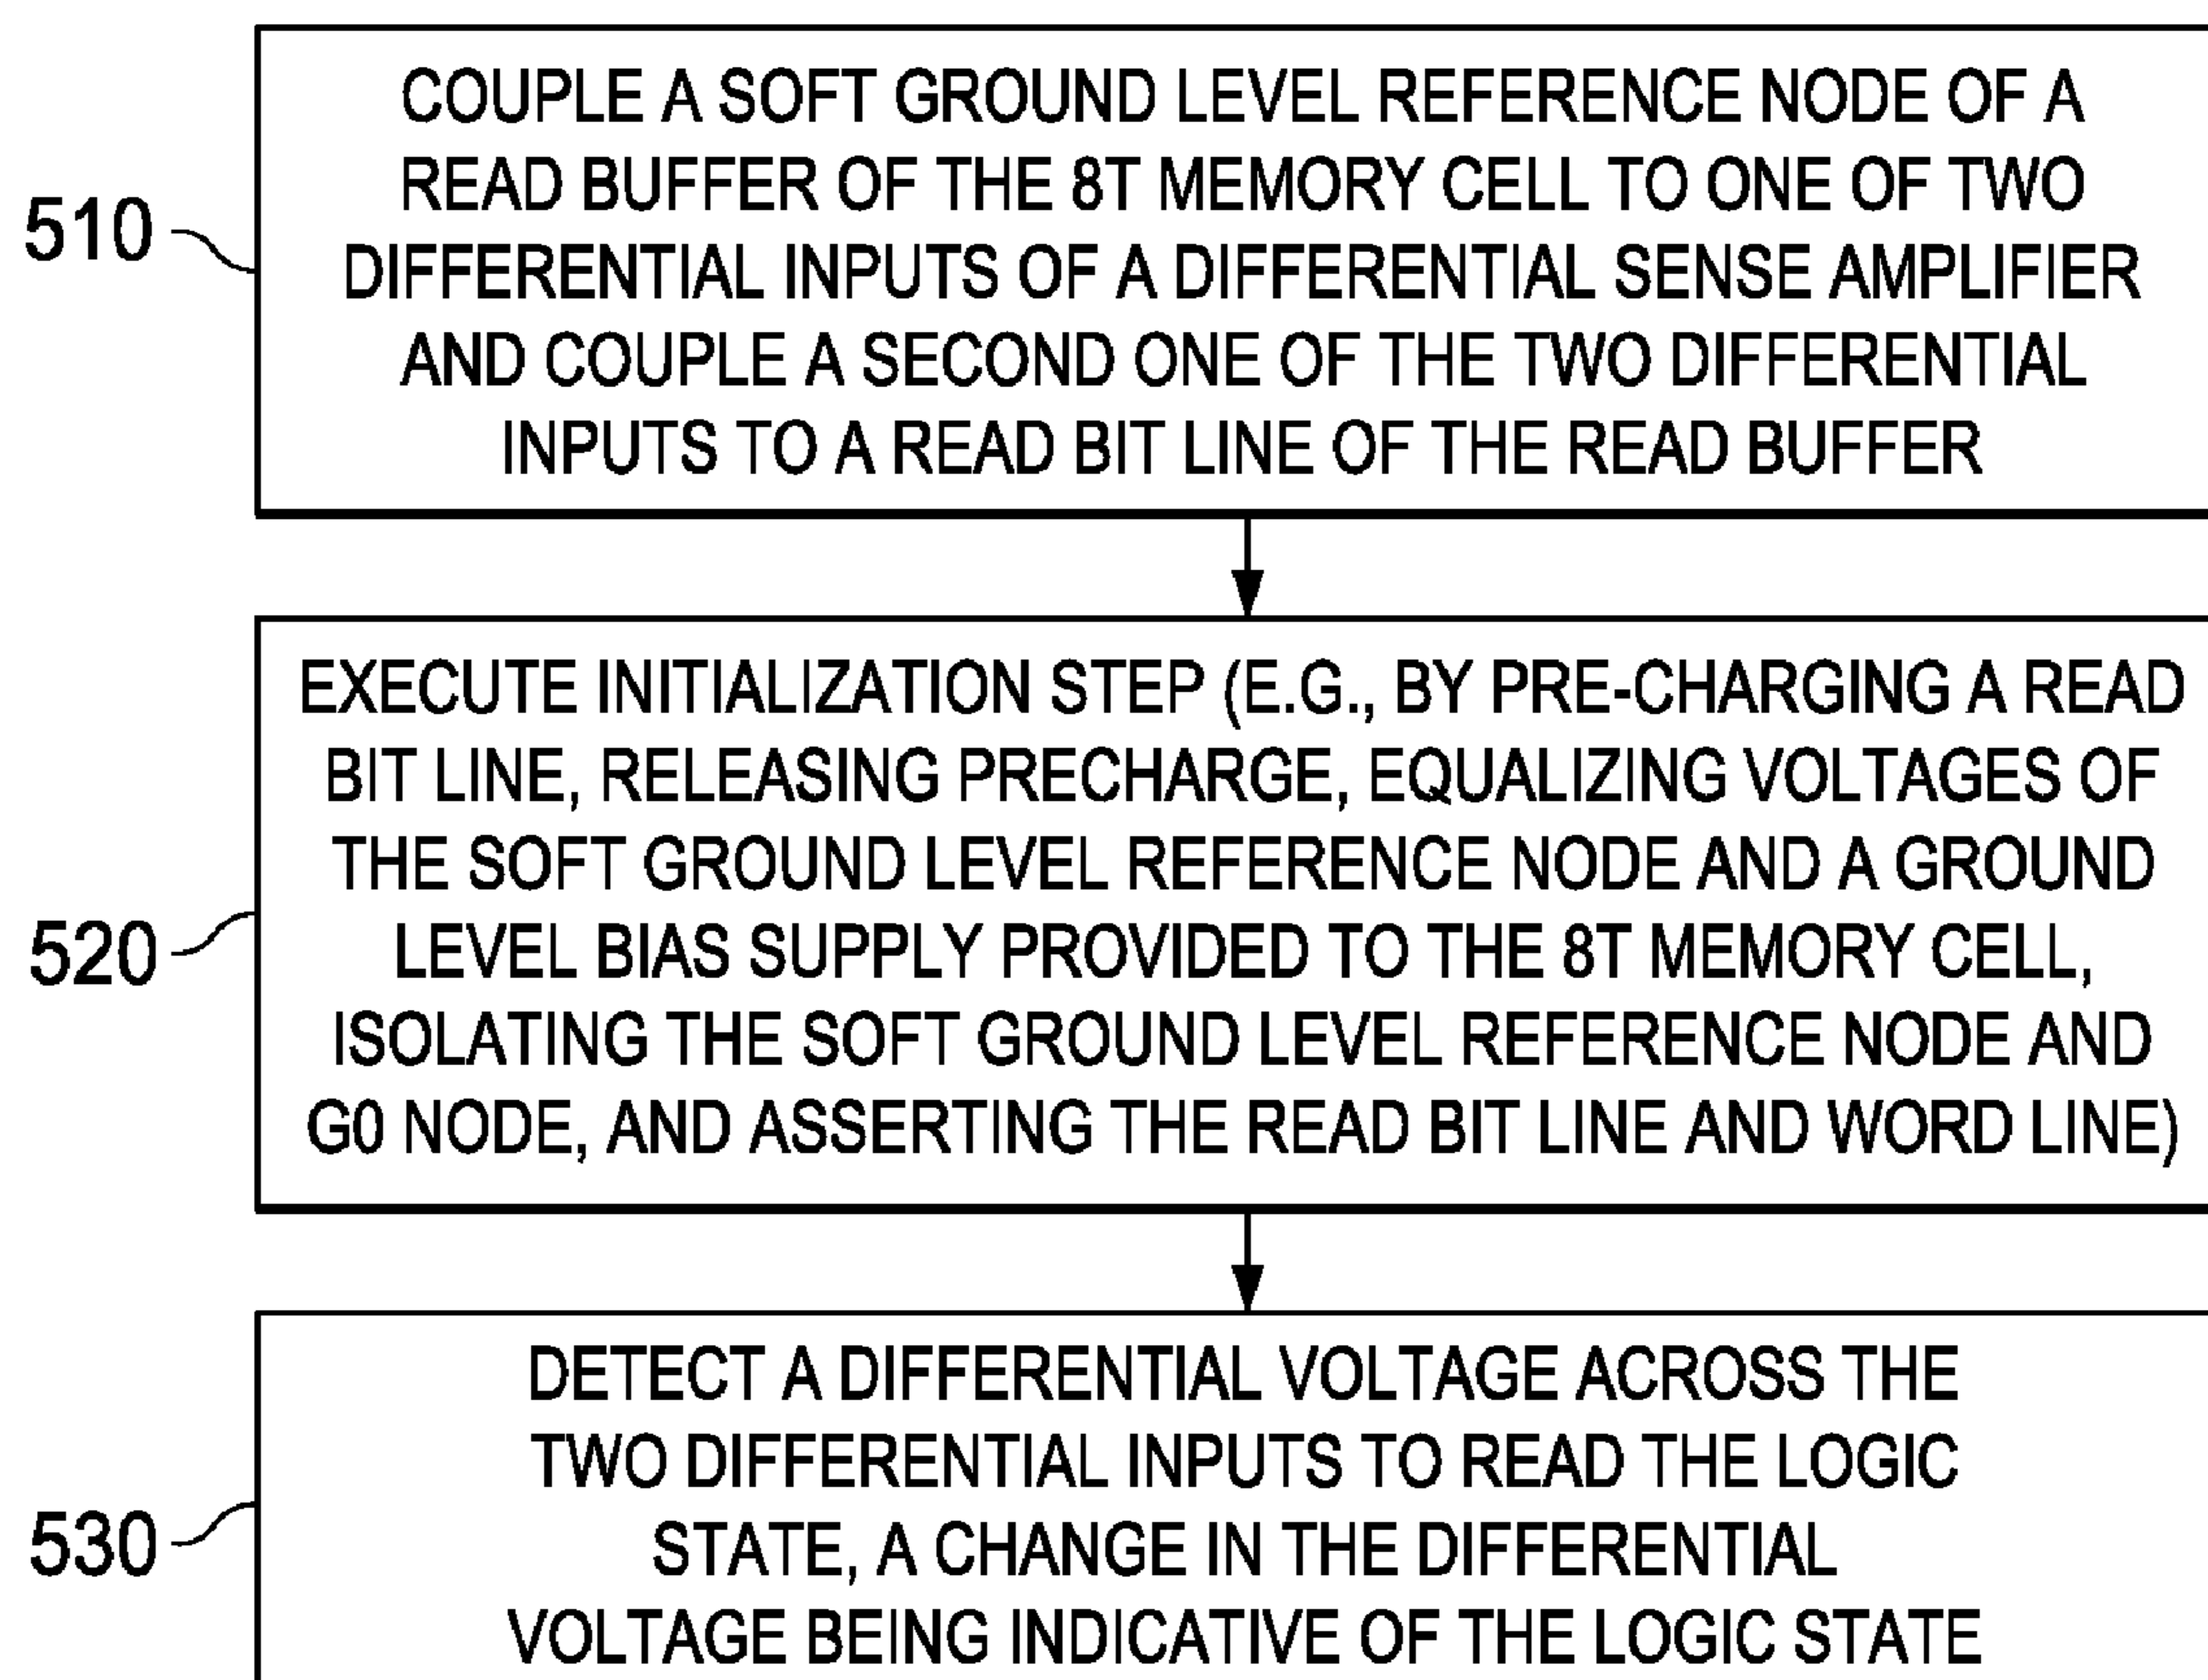 COUPLE A SOFT GROUND LEVEL REFERENCE NODE OF A
READ BUFFER OF THE 8T MEMORY CELL TO ONE OF TWO
DIFFERENTIAL INPUTS OF A DIFFERENTIAL SENSE AMPLIFIER
AND COUPLE A SECOND ONE OF THE TWO DIFFERENTIAL
INPUTS TO A READ BIT LINE OF THE READ BUFFER
510
EXECUTE INITIALIZATION STEP (E.G., BY PRE-CHARGING A READ
BIT LINE, RELEASING PRECHARGE, EQUALIZING VOLTAGES OF
THE SOFT GROUND LEVEL REFERENCE NODE AND A GROUND
LEVEL BIAS SUPPLY PROVIDED TO THE 8T MEMORY CELL,
ISOLATING THE SOFT GROUND LEVEL REFERENCE NODE AND
G0 NODE, AND ASSERTING THE READ BIT LINE AND WORD LINE)
520
DETECT A DIFFERENTIAL VOLTAGE ACROSS THE
TWO DIFFERENTIAL INPUTS TO READ THE LOGIC
STATE, A CHANGE IN THE DIFFERENTIAL
VOLTAGE BEING INDICATIVE OF THE LOGIC STATE
530